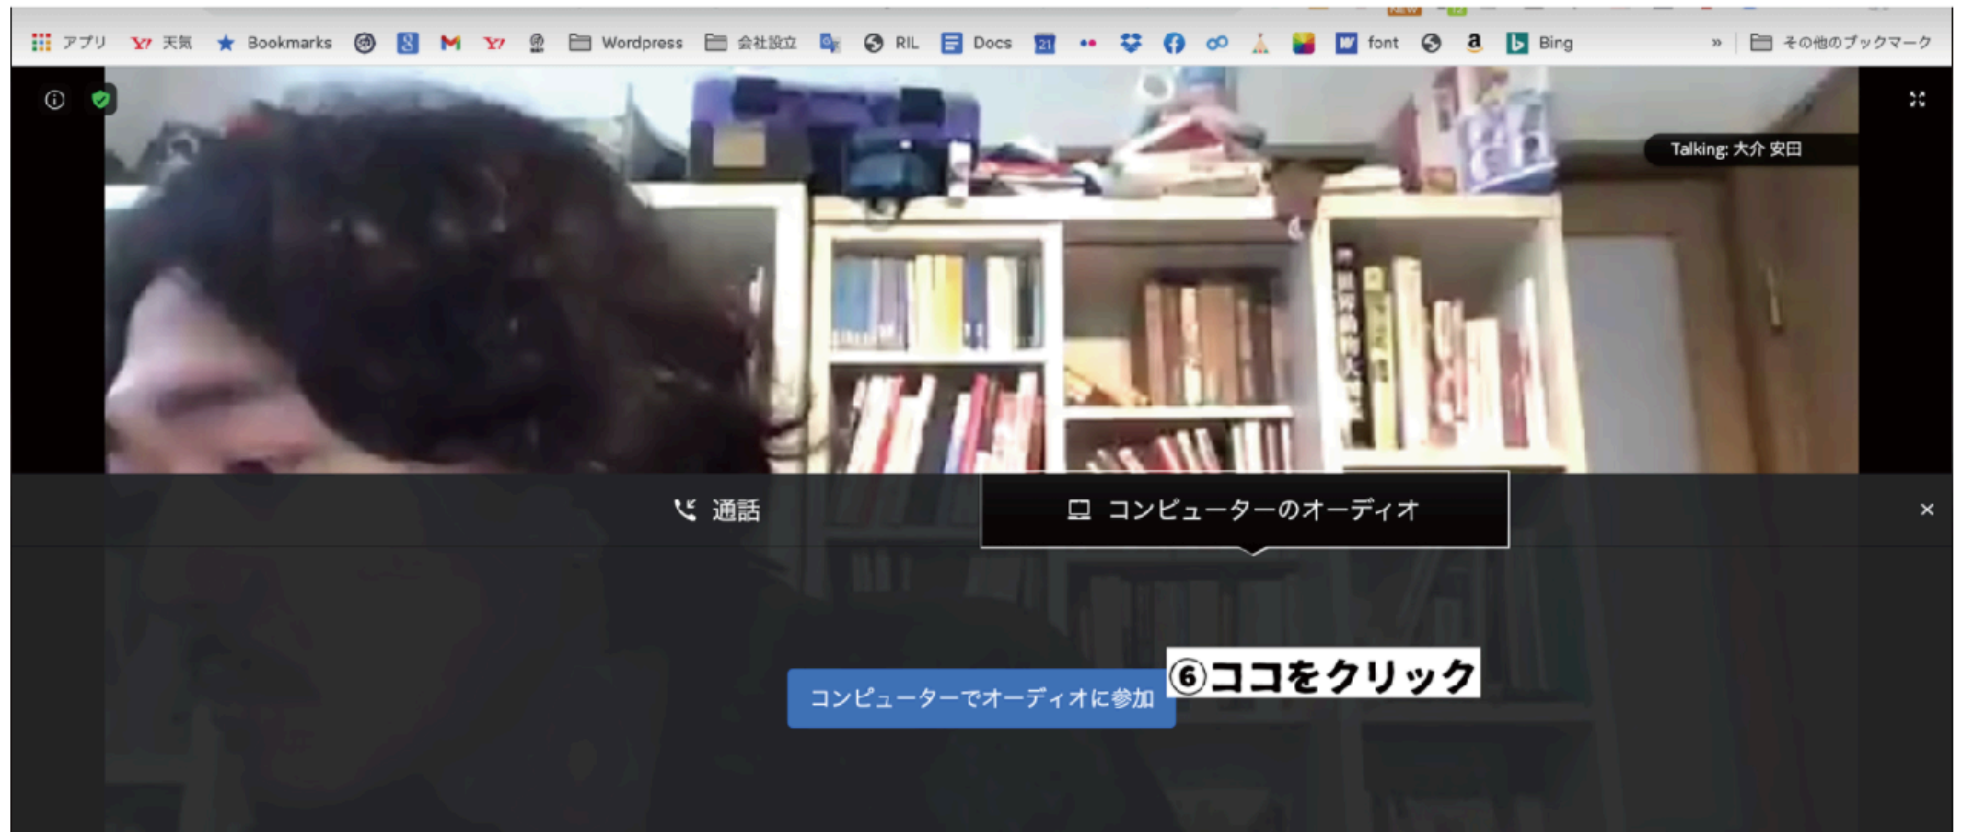 アプリ 天気 Bookmarks Wordpress 会社設立 RIL Docs 21 font Bing » その他のブックマーク
Talking: 大介 安田
通話 コンピューターのオーディオ ×
コンピューターでオーディオに参加
⑥ココをクリック